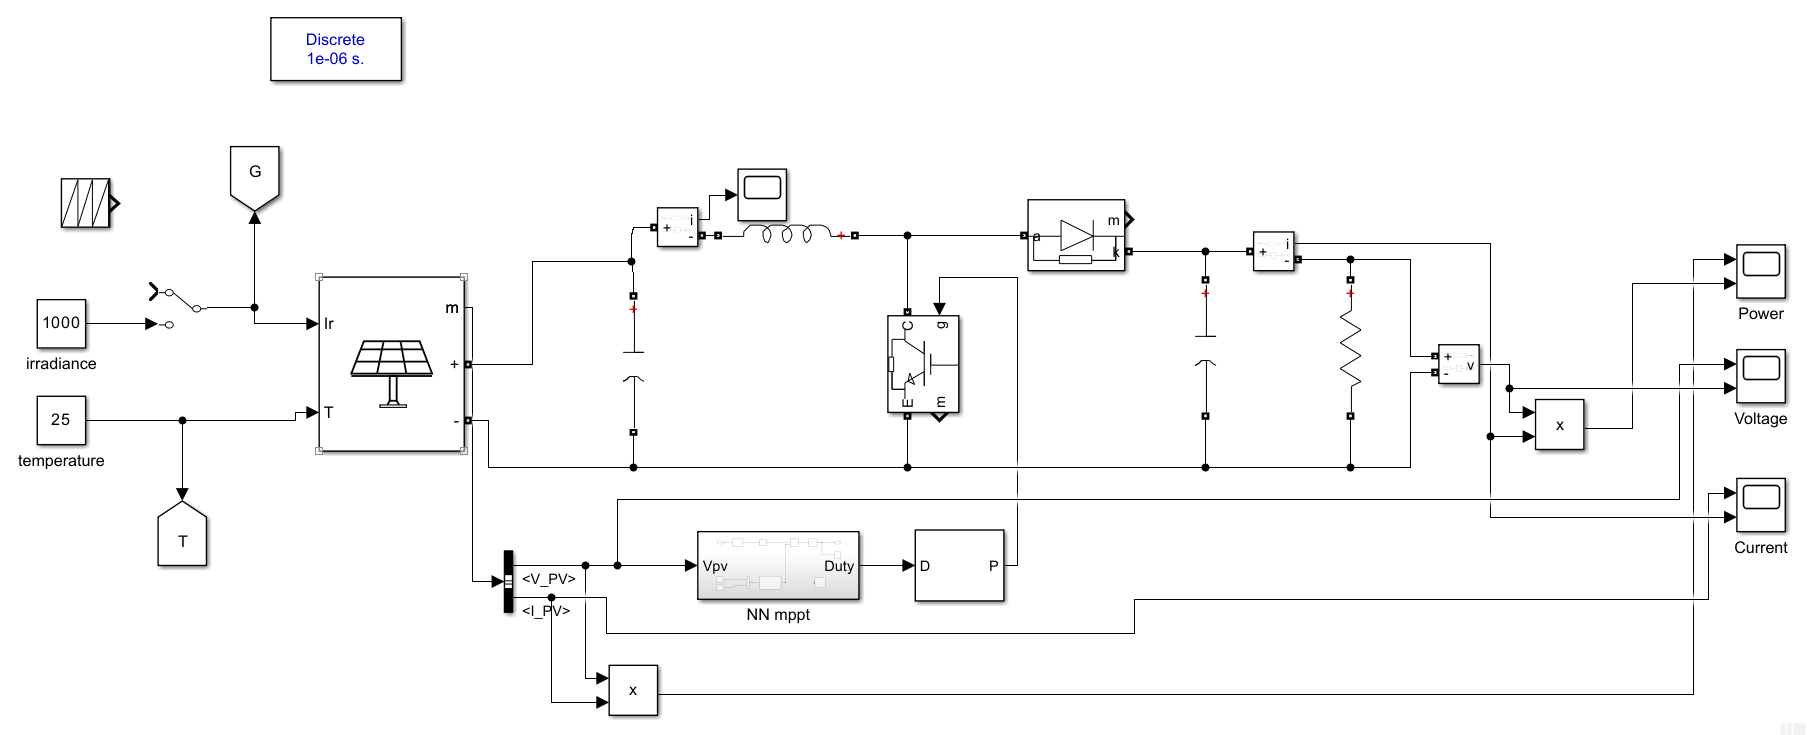 Discrete
1e-06 s.
G
1000
irradiance
25
temperature
T
Ir
T
m
+
-
+
i
-
+
+
a
m
k
C
g
E
m
+
+
i
-
+
+
-
v
x
Power
Voltage
Current
<V_PV>
<I_PV>
Vpv
Duty
NN mppt
D
P
x